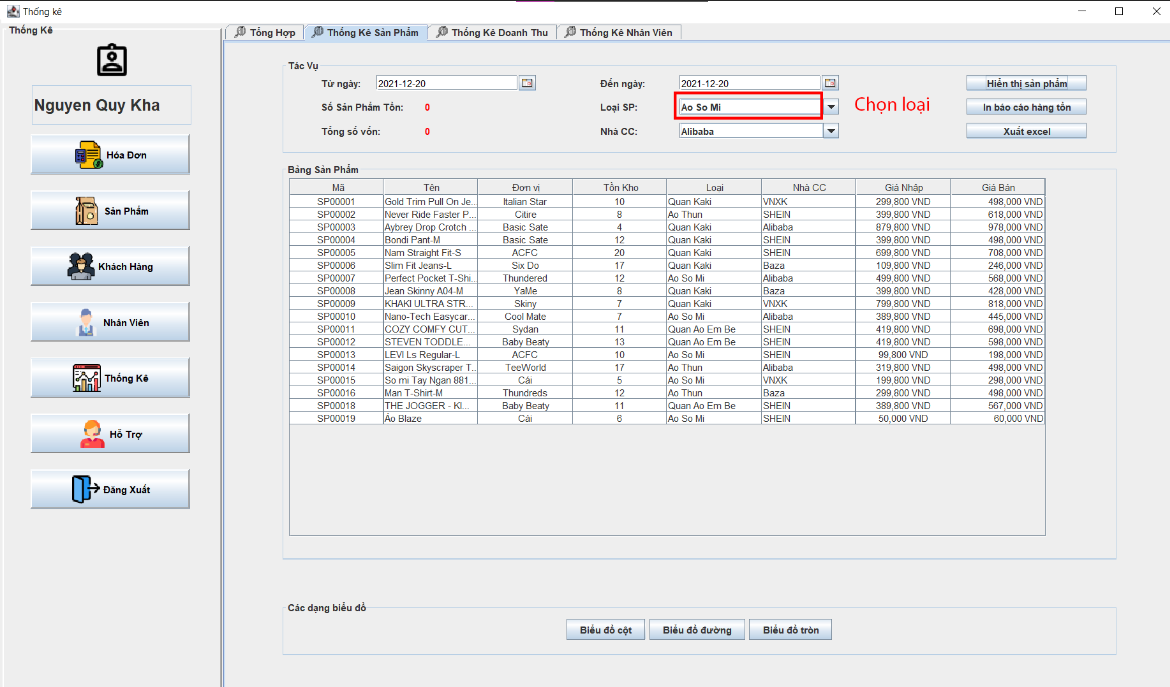 Thống kê
Thống Kê
Nguyen Quy Kha
Hóa Đơn
Sản Phẩm
Khách Hàng
Nhân Viên
Thống Kê
Hỗ Trợ
Đăng Xuất
Tổng Hợp Thống Kê Sản Phẩm Thống Kê Doanh Thu Thống Kê Nhân Viên
Tác Vụ
Từ ngày: 2021-12-20 Đến ngày: 2021-12-20 Hiển thị sản phẩm
Số Sản Phẩm Tồn: 0 Loại SP: Ao So Mi Chọn loại In báo cáo hàng tồn
Tổng số vốn: 0 Nhà CC: Alibaba Xuất excel
Bảng Sản Phẩm
Mã Tên Đơn vị Tồn Kho Loại Nhà CC Giá Nhập Giá Bán
SP00001 Gold Trim Pull On Je... Italian Star 10 Quan Kaki VNXK 299,800 VND 498,000 VND
SP00002 Never Ride Faster P... Citire 8 Ao Thun SHEIN 399,800 VND 618,000 VND
SP00003 Aybrey Drop Crotch ... Basic Sate 4 Quan Kaki Alibaba 879,800 VND 978,000 VND
SP00004 Bondi Pant-M Basic Sate 12 Quan Kaki SHEIN 399,800 VND 498,000 VND
SP00005 Nam Straight Fit-S ACFC 20 Quan Kaki SHEIN 699,800 VND 708,000 VND
SP00006 Slim Fit Jeans-L Six Do 17 Quan Kaki Baza 109,800 VND 246,000 VND
SP00007 Perfect Pocket T-Shi... Thundered 12 Ao So Mi Alibaba 499,800 VND 568,000 VND
SP00008 Jean Skinny A04-M YaMe 8 Quan Kaki Baza 399,800 VND 428,000 VND
SP00009 KHAKI ULTRA STR... Skiny 7 Quan Kaki VNXK 799,800 VND 818,000 VND
SP00010 Nano-Tech Easycar... Cool Mate 7 Ao So Mi Alibaba 389,800 VND 445,000 VND
SP00011 COZY COMFY CUT... Sydan 11 Quan Ao Em Be SHEIN 419,800 VND 698,000 VND
SP00012 STEVEN TODDLE... Baby Beaty 13 Quan Ao Em Be SHEIN 419,800 VND 598,000 VND
SP00013 LEVI Ls Regular-L ACFC 10 Ao So Mi SHEIN 99,800 VND 198,000 VND
SP00014 Saigon Skyscraper T... TeeWorld 17 Ao Thun Alibaba 319,800 VND 498,000 VND
SP00015 So mi Tay Ngan 881... Cái 5 Ao So Mi VNXK 199,800 VND 298,000 VND
SP00016 Man T-Shirt-M Thundreds 12 Ao Thun Baza 299,800 VND 498,000 VND
SP00018 THE JOGGER - KI... Baby Beaty 11 Quan Ao Em Be SHEIN 389,800 VND 567,000 VND
SP00019 Áo Blaze Cái 6 Ao So Mi SHEIN 50,000 VND 60,000 VND
Các dạng biểu đồ
Biểu đồ cột Biểu đồ đường Biểu đồ tròn